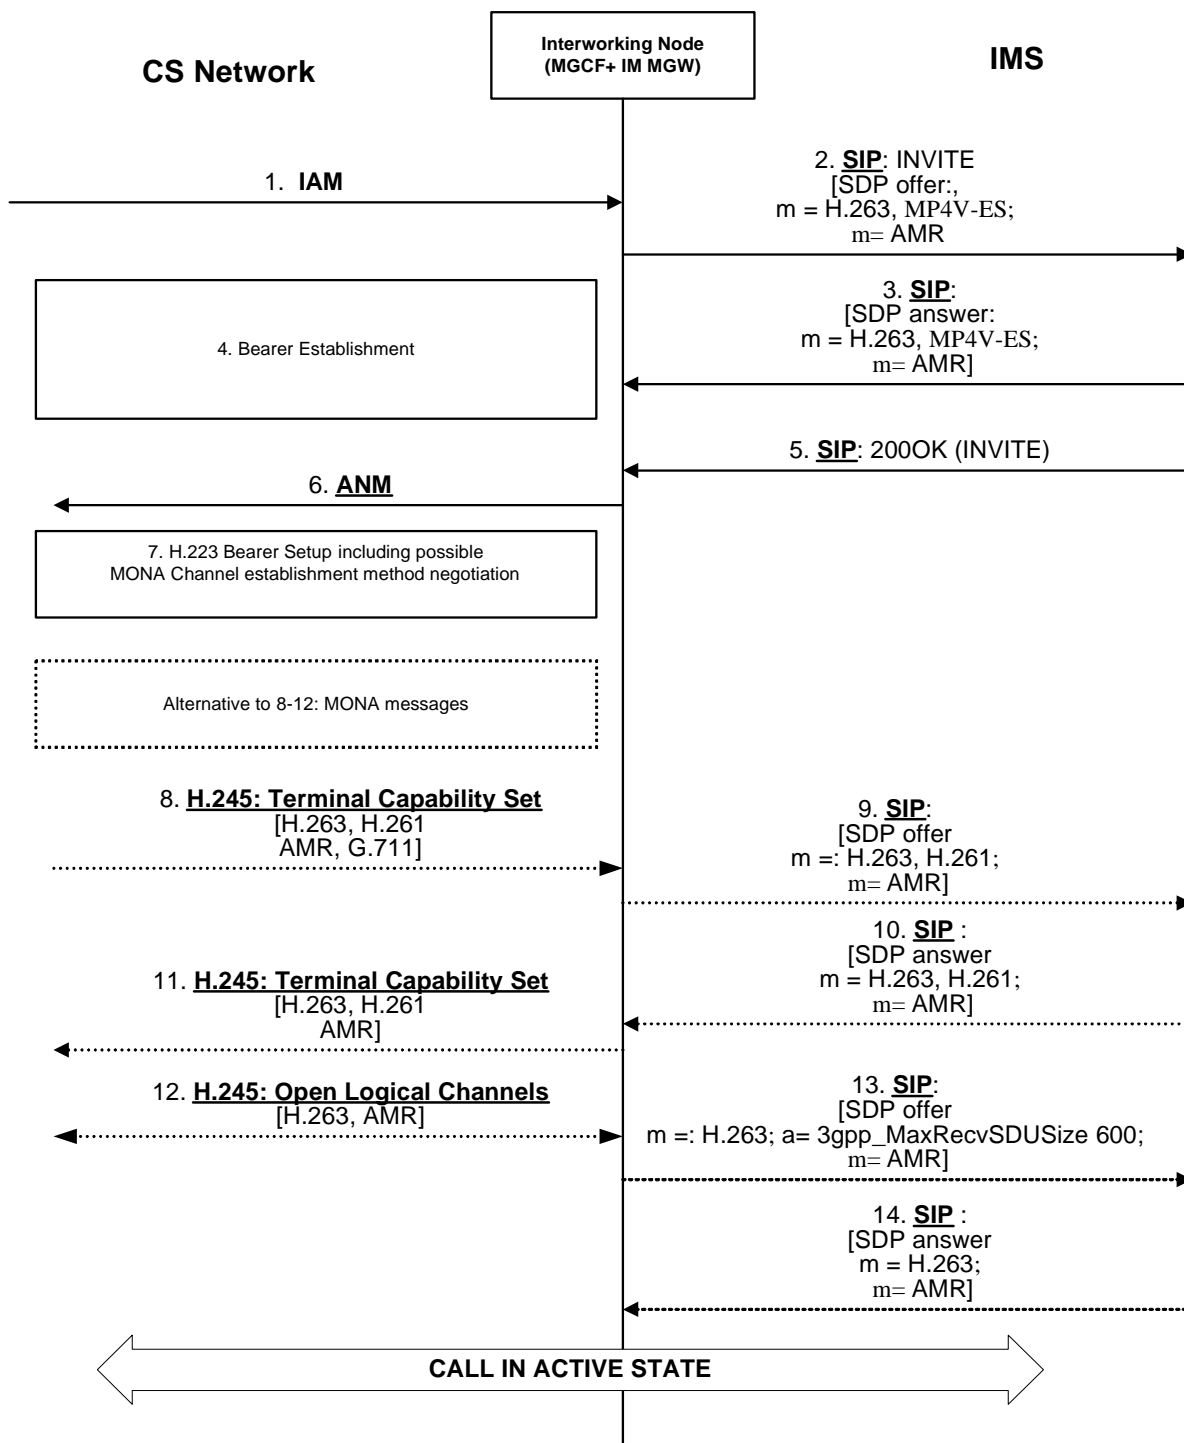 Interworking Node
(MGCF+ IM MGW)
CS Network
IMS
1. IAM
2. SIP: INVITE
[SDP offer:,
m = H.263, MP4V-ES;
m= AMR
3. SIP:
[SDP answer:
m = H.263, MP4V-ES;
m= AMR]
4. Bearer Establishment
5. SIP: 200OK (INVITE)
6. ANM
7. H.223 Bearer Setup including possible
MONA Channel establishment method negotiation
Alternative to 8-12: MONA messages
8. H.245: Terminal Capability Set
[H.263, H.261
AMR, G.711]
9. SIP:
[SDP offer
m =: H.263, H.261;
m= AMR]
10. SIP :
[SDP answer
m = H.263, H.261;
m= AMR]
11. H.245: Terminal Capability Set
[H.263, H.261
AMR]
12. H.245: Open Logical Channels
[H.263, AMR]
13. SIP:
[SDP offer
m =: H.263; a= 3gpp_MaxRecvSDUSize 600;
m= AMR]
14. SIP :
[SDP answer
m = H.263;
m= AMR]
CALL IN ACTIVE STATE